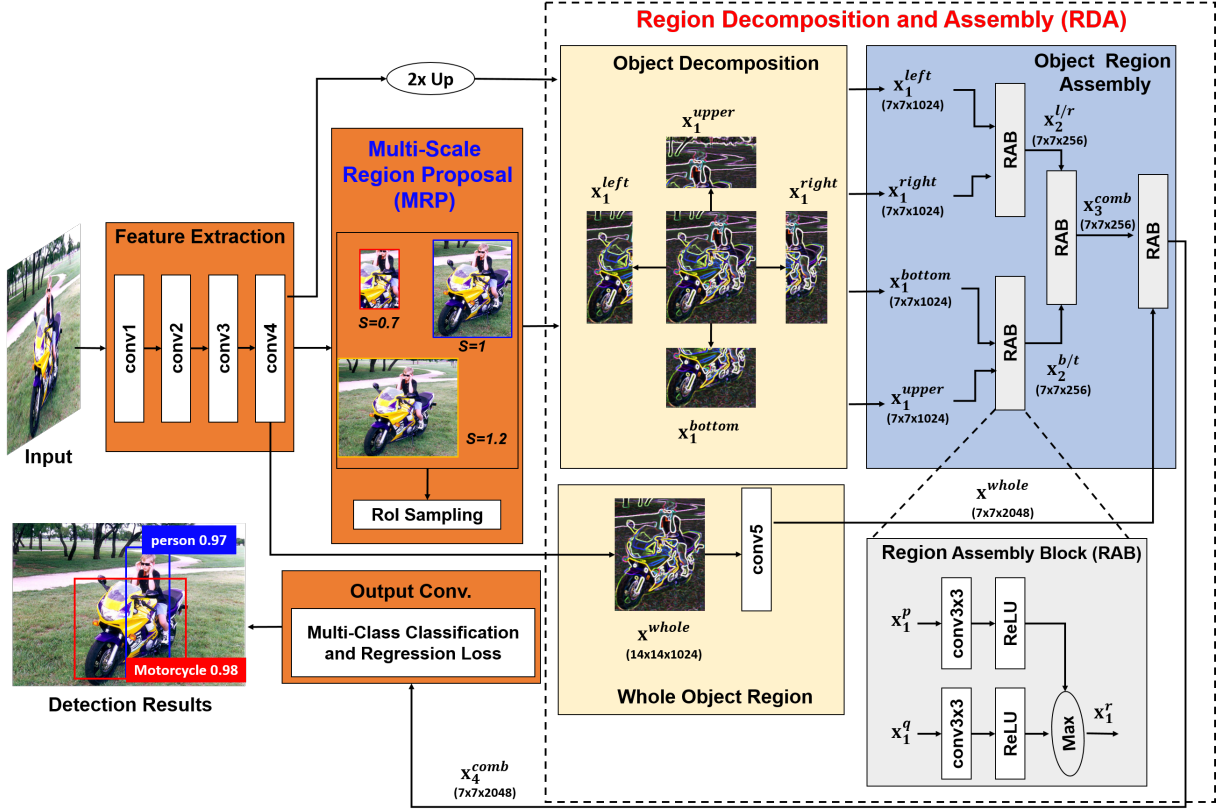 Region Decomposition and Assembly (RDA)
2x Up
Object Decomposition
Object Region
Assembly
Multi-Scale
Region Proposal
(MRP)
Feature Extraction
conv1
conv2
conv3
conv4
Input
S=0.7
S=1
S=1.2
RoI Sampling
x₁^upper
x₁^left
x₁^right
x₁^bottom
x₁^left
(7x7x1024)
x₁^right
(7x7x1024)
x₁^bottom
(7x7x1024)
x₁^upper
(7x7x1024)
RAB
RAB
x₂^l/r
(7x7x256)
x₂^b/t
(7x7x256)
RAB
x₃^comb
(7x7x256)
RAB
x^whole
(7x7x2048)
conv5
x^whole
(14x14x1024)
Whole Object Region
Region Assembly Block (RAB)
x₁^p
conv3x3
ReLU
x₁^q
conv3x3
ReLU
Max
x₁^r
Output Conv.
Multi-Class Classification
and Regression Loss
person 0.97
Motorcycle 0.98
Detection Results
x₄^comb
(7x7x2048)